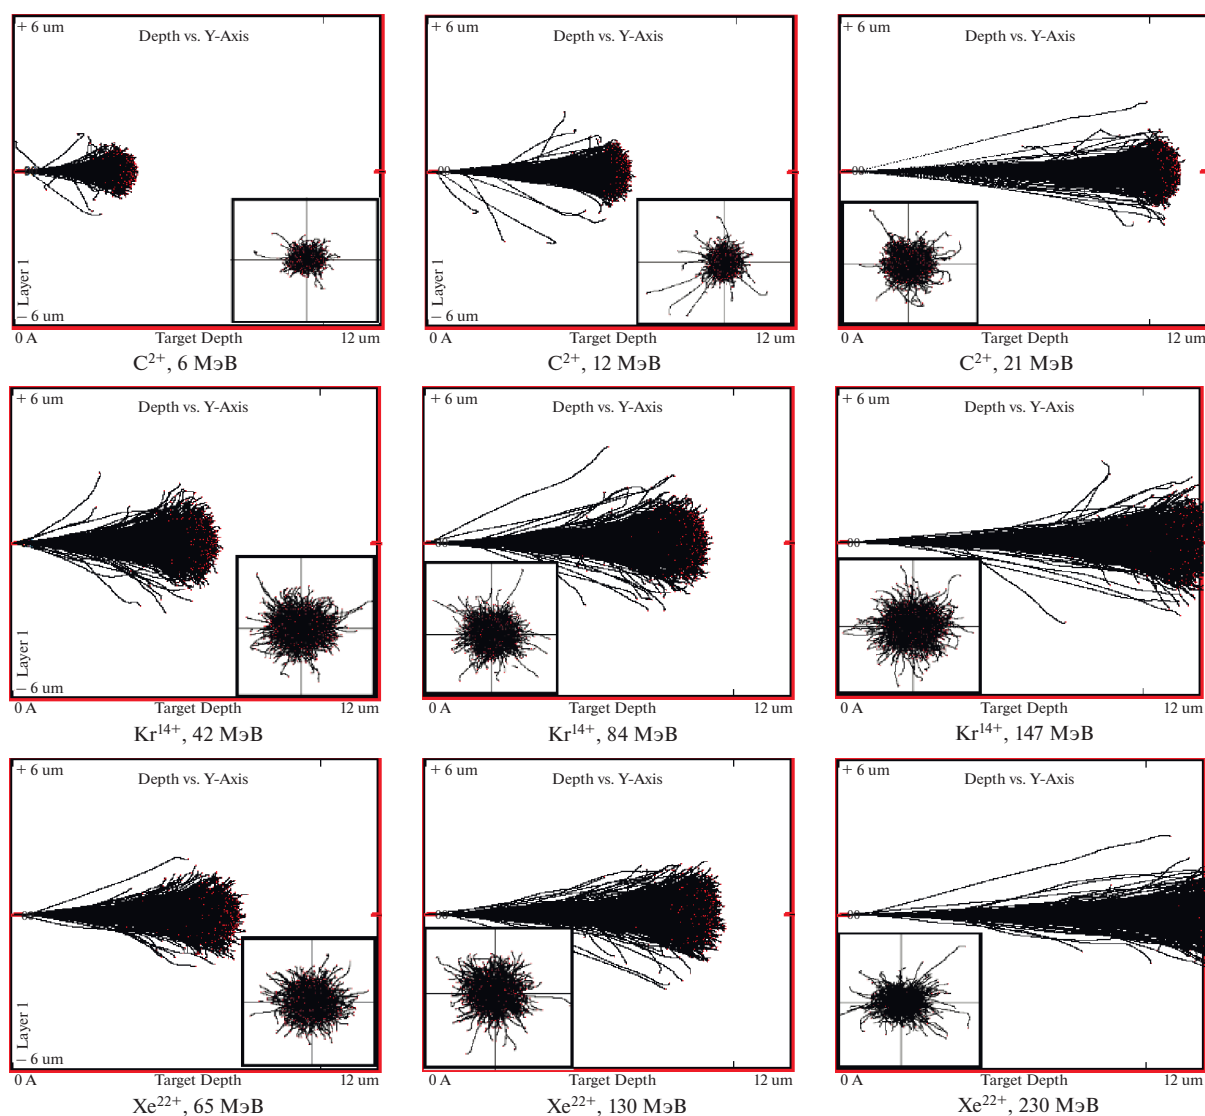 + 6 um
Depth vs. Y-Axis
Layer 1
− 6 um
0 A Target Depth 12 um
C²⁺, 6 МэВ
+ 6 um
Depth vs. Y-Axis
0 A Target Depth 12 um
C²⁺, 12 МэВ
+ 6 um
Depth vs. Y-Axis
0 A Target Depth 12 um
C²⁺, 21 МэВ
+ 6 um
Depth vs. Y-Axis
Layer 1
− 6 um
0 A Target Depth 12 um
Kr¹⁴⁺, 42 МэВ
+ 6 um
Depth vs. Y-Axis
0 A Target Depth 12 um
Kr¹⁴⁺, 84 МэВ
+ 6 um
Depth vs. Y-Axis
0 A Target Depth 12 um
Kr¹⁴⁺, 147 МэВ
+ 6 um
Depth vs. Y-Axis
Layer 1
− 6 um
0 A Target Depth 12 um
Xe²²⁺, 65 МэВ
+ 6 um
Depth vs. Y-Axis
0 A Target Depth 12 um
Xe²²⁺, 130 МэВ
+ 6 um
Depth vs. Y-Axis
0 A Target Depth 12 um
Xe²²⁺, 230 МэВ